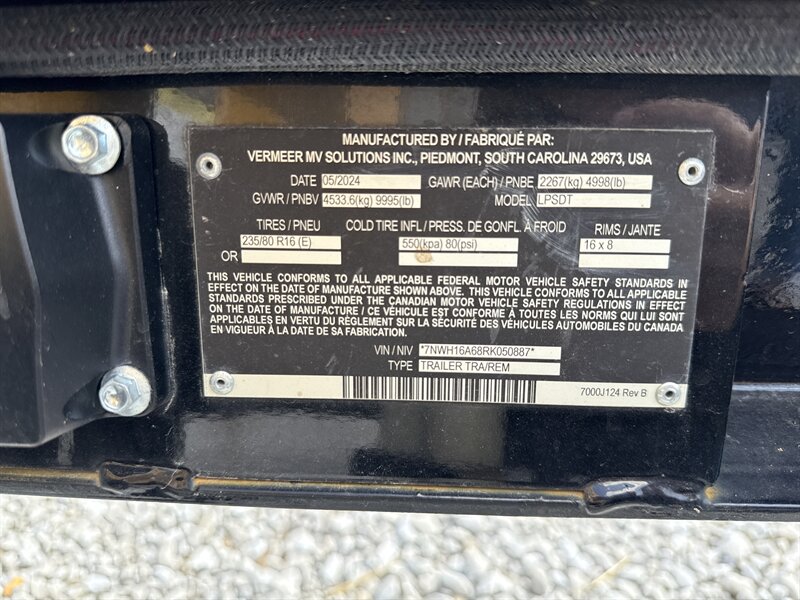 MANUFACTURED BY / FABRIQUÉ PAR:
VERMEER MV SOLUTIONS INC., PIEDMONT, SOUTH CAROLINA 29673, USA
DATE 05/2024 GAWR (EACH) / PNBE 2267(kg) 4998(lb)
GVWR / PNBV 4533.6(kg) 9995(lb) MODEL LPSDT
TIRES / PNEU COLD TIRE INFL / PRESS. DE GONFL. À FROID RIMS / JANTE
235/80 R16 (E) 550(kpa) 80(psi) 16 x 8
OR
THIS VEHICLE CONFORMS TO ALL APPLICABLE FEDERAL MOTOR VEHICLE SAFETY STANDARDS IN
EFFECT ON THE DATE OF MANUFACTURE SHOWN ABOVE. THIS VEHICLE CONFORMS TO ALL APPLICABLE
STANDARDS PRESCRIBED UNDER THE CANADIAN MOTOR VEHICLE SAFETY REGULATIONS IN EFFECT
ON THE DATE OF MANUFACTURE / CE VÉHICULE EST CONFORME À TOUTES LES NORMES QUI LUI SONT
APPLICABLES EN VERTU DU RÈGLEMENT SUR LA SÉCURITÉ DES VÉHICULES AUTOMOBILES DU CANADA
EN VIGUEUR À LA DATE DE SA FABRICATION.
VIN / NIV *7NWH16A68RK050887*
TYPE TRAILER TRA/REM
7000J124 Rev B